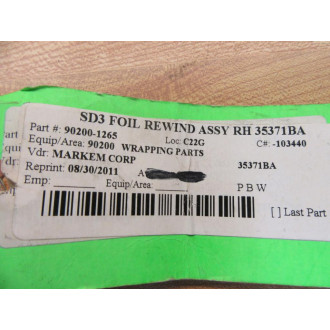 SD3 FOIL REWIND ASSY RH 35371BA
Part #: 90200-1265 Loc: C22G C#: -103440
Equip/Area: 90200 WRAPPING PARTS
Vdr: MARKEM CORP 35371BA
Reprint: 08/30/2011 A
Emp: Equip/Area: P B W
[ ] Last Part